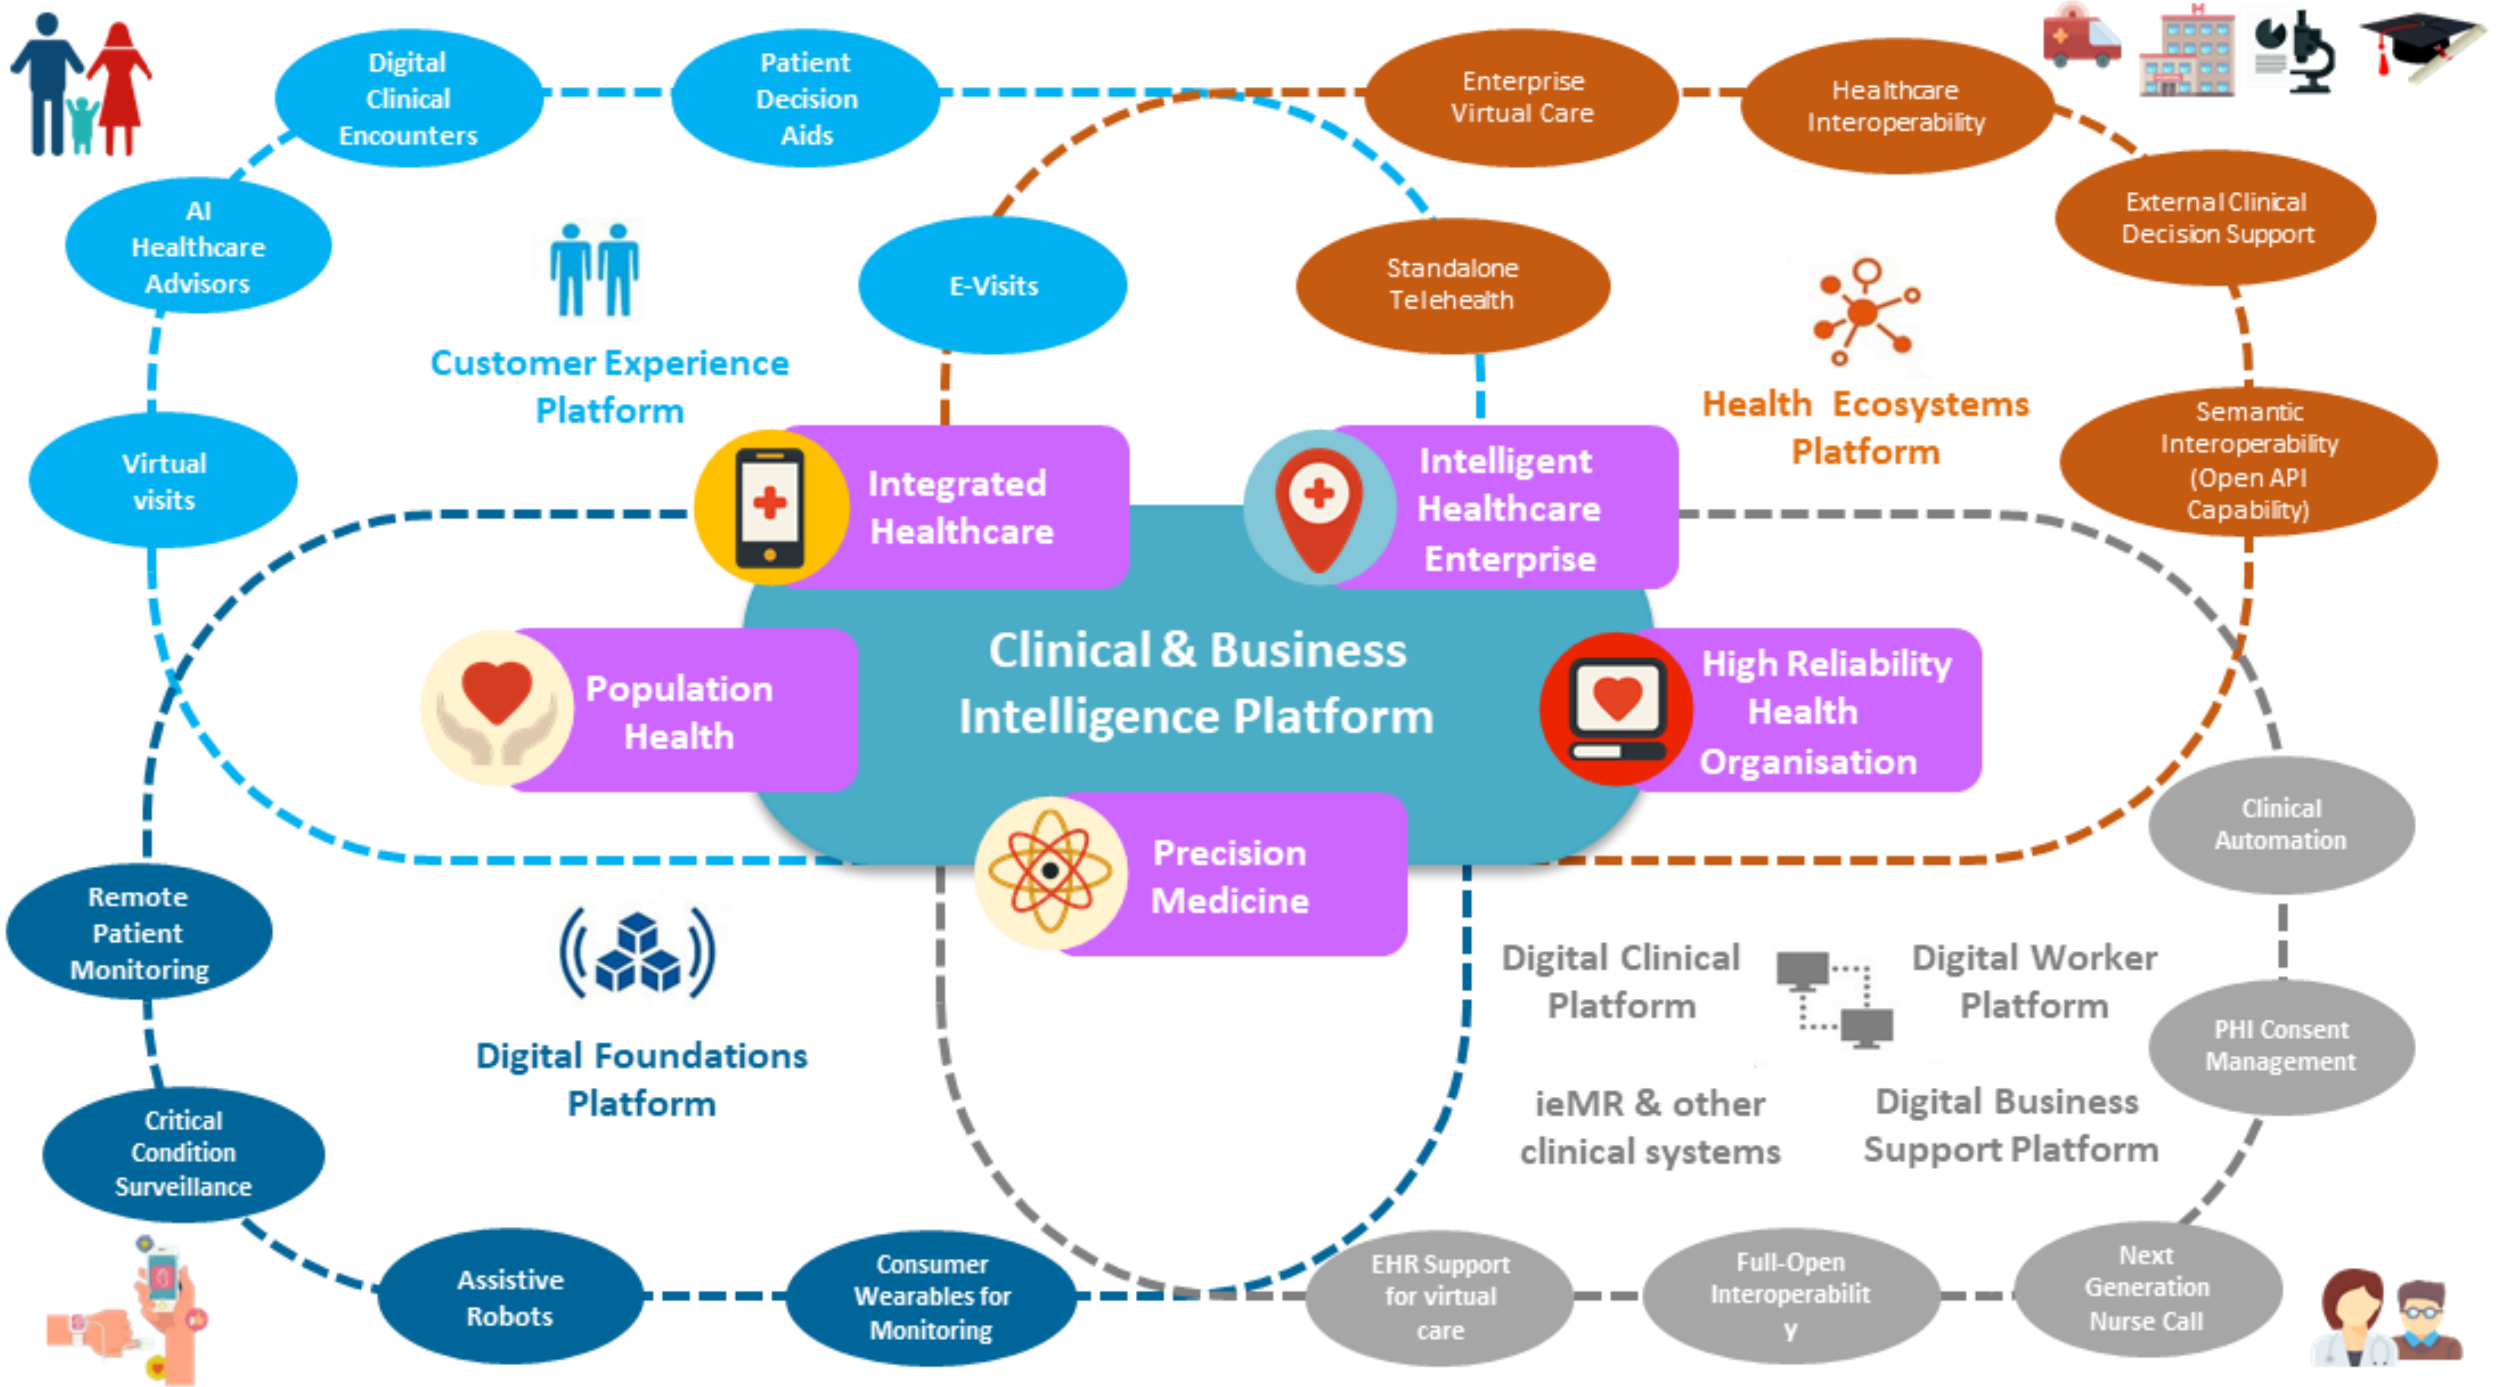 Digital
Clinical
Encounters
Patient
Decision
Aids
Enterprise
Virtual Care
Healthcare
Interoperability
AI
Healthcare
Advisors
External Clinical
Decision Support
E-Visits
Standalone
Telehealth
Customer Experience
Platform
Health Ecosystems
Platform
Virtual
visits
Semantic
Interoperability
(Open API
Capability)
Integrated
Healthcare
Intelligent
Healthcare
Enterprise
Clinical & Business
Intelligence Platform
Population
Health
High Reliability
Health
Organisation
Precision
Medicine
Clinical
Automation
Remote
Patient
Monitoring
Digital Foundations
Platform
Digital Clinical
Platform
Digital Worker
Platform
ieMR & other
clinical systems
Digital Business
Support Platform
PHI Consent
Management
Critical
Condition
Surveillance
Assistive
Robots
Consumer
Wearables for
Monitoring
EHR Support
for virtual
care
Full-Open
Interoperabilit
y
Next
Generation
Nurse Call